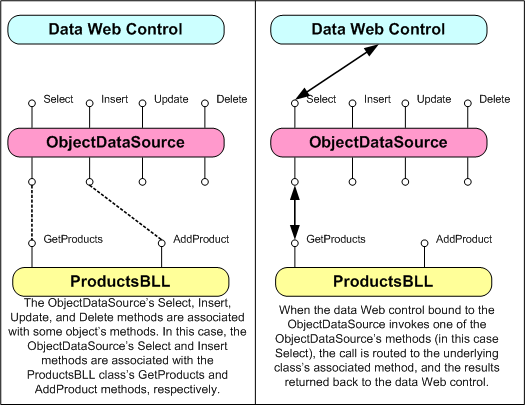 Data Web Control
Select Insert Update Delete
ObjectDataSource
GetProducts AddProduct
ProductsBLL
The ObjectDataSource's Select, Insert,
Update, and Delete methods are associated
with some object's methods. In this case, the
ObjectDataSource's Select and Insert
methods are associated with the
ProductsBLL class's GetProducts and
AddProduct methods, respectively.
Data Web Control
Select Insert Update Delete
ObjectDataSource
GetProducts AddProduct
ProductsBLL
When the data Web control bound to the
ObjectDataSource invokes one of the
ObjectDataSource's methods (in this case
Select), the call is routed to the underlying
class's associated method, and the results
returned back to the data Web control.